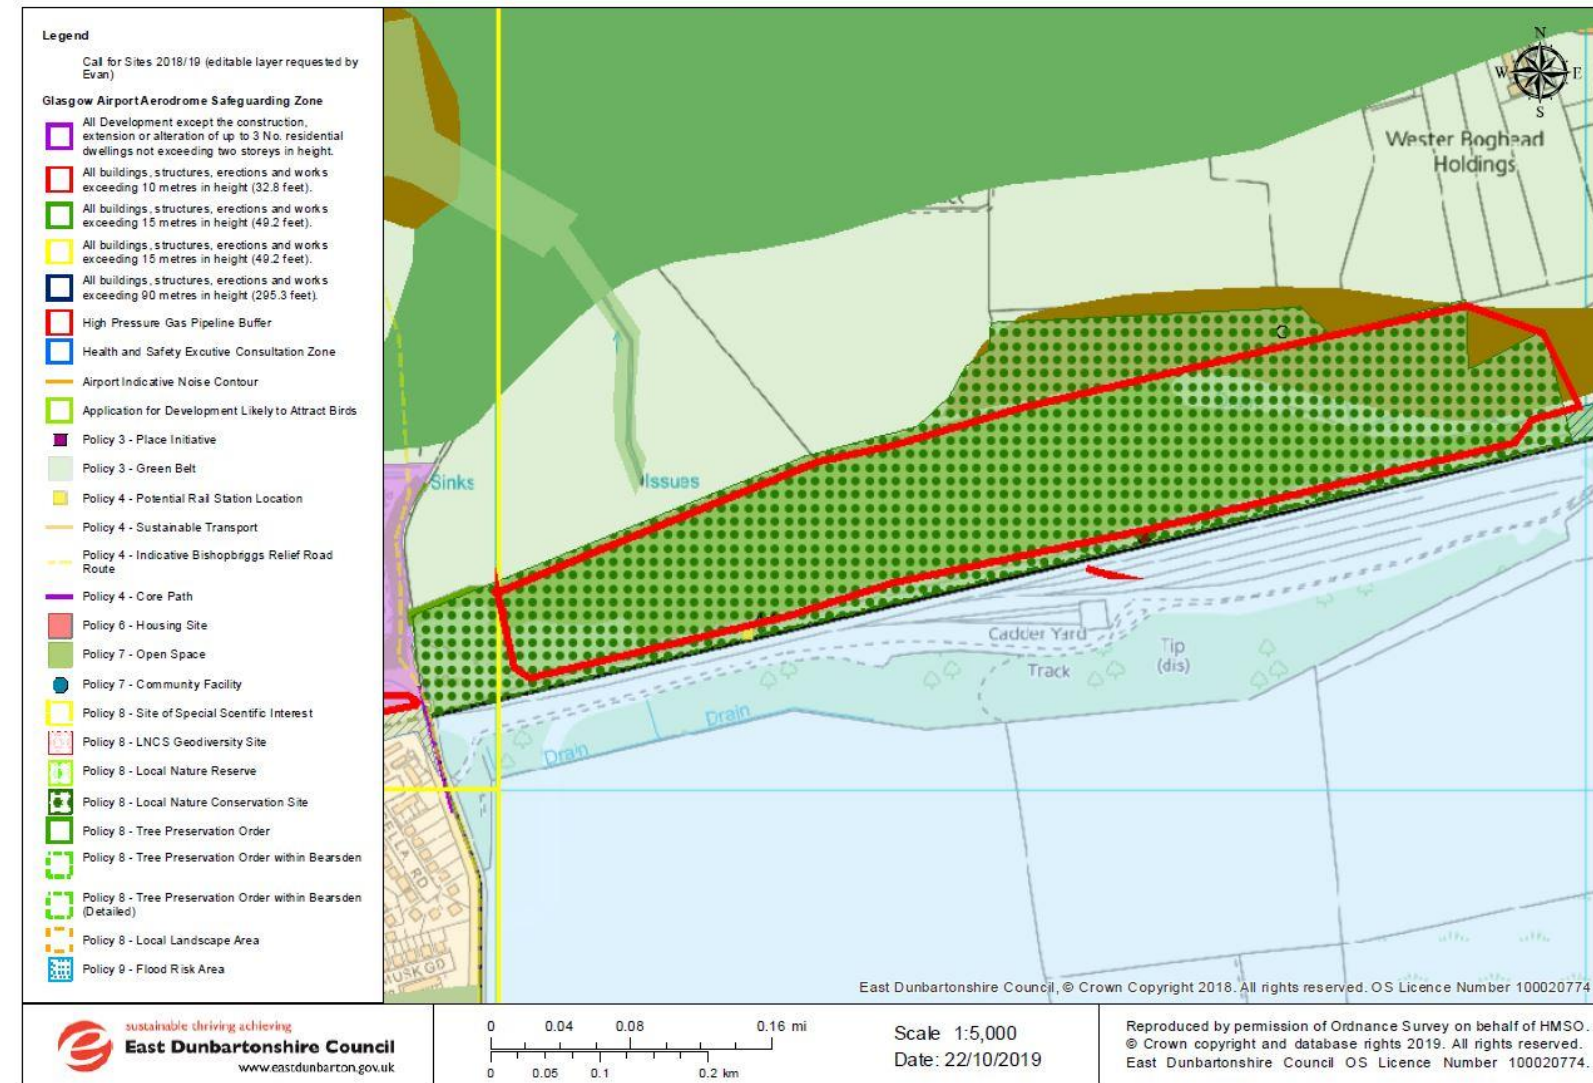 Legend
Call for Sites 2018/19 (editable layer requested by
Evan)
Glasgow Airport Aerodrome Safeguarding Zone
All Development except the construction,
extension or alteration of up to 3 No. residential
dwellings not exceeding two storeys in height.
All buildings, structures, erections and works
exceeding 10 metres in height (32.8 feet).
All buildings, structures, erections and works
exceeding 15 metres in height (49.2 feet).
All buildings, structures, erections and works
exceeding 15 metres in height (49.2 feet).
All buildings, structures, erections and works
exceeding 90 metres in height (295.3 feet).
High Pressure Gas Pipeline Buffer
Health and Safety Excutive Consultation Zone
Airport Indicative Noise Contour
Application for Development Likely to Attract Birds
Policy 3 - Place Initiative
Policy 3 - Green Belt
Policy 4 - Potential Rail Station Location
Policy 4 - Sustainable Transport
Policy 4 - Indicative Bishopbriggs Relief Road
Route
Policy 4 - Core Path
Policy 6 - Housing Site
Policy 7 - Open Space
Policy 7 - Community Facility
Policy 8 - Site of Special Scentific Interest
Policy 8 - LNCS Geodiversity Site
Policy 8 - Local Nature Reserve
Policy 8 - Local Nature Conservation Site
Policy 8 - Tree Preservation Order
Policy 8 - Tree Preservation Order within Bearsden
Policy 8 - Tree Preservation Order within Bearsden
(Detailed)
Policy 8 - Local Landscape Area
Policy 9 - Flood Risk Area
N
W E
S
Wester Boghead
Holdings
Sinks
Issues
Cadder Yard
Track
Tip
(dis)
Drain
Drain
RD
MUSK GD
East Dunbartonshire Council, © Crown Copyright 2018. All rights reserved. OS Licence Number 100020774
sustainable thriving achieving
East Dunbartonshire Council
www.eastdunbarton.gov.uk
0 0.04 0.08 0.16 mi
0 0.05 0.1 0.2 km
Scale 1:5,000
Date: 22/10/2019
Reproduced by permission of Ordnance Survey on behalf of HMSO.
© Crown copyright and database rights 2019. All rights reserved.
East Dunbartonshire Council OS Licence Number 100020774.